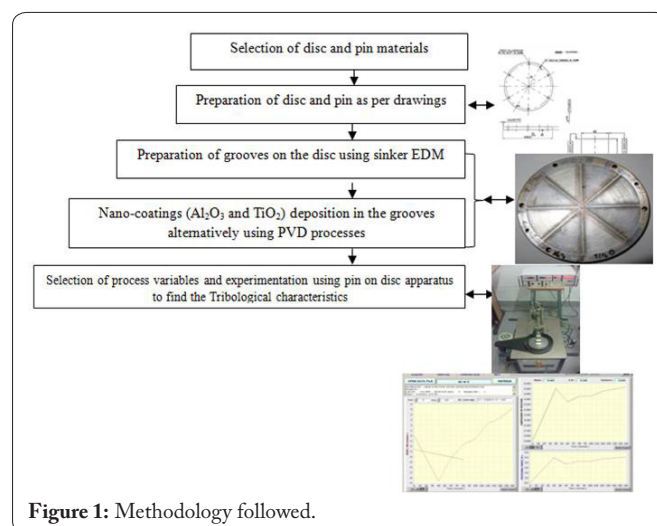 Selection of disc and pin materials
Preparation of disc and pin as per drawings
Preparation of grooves on the disc using sinker EDM
Nano-coatings (Al₂O₃ and TiO₂) deposition in the grooves
alternatively using PVD processes
Selection of process variables and experimentation using pin on disc apparatus
to find the Tribological characteristics
Figure 1: Methodology followed.